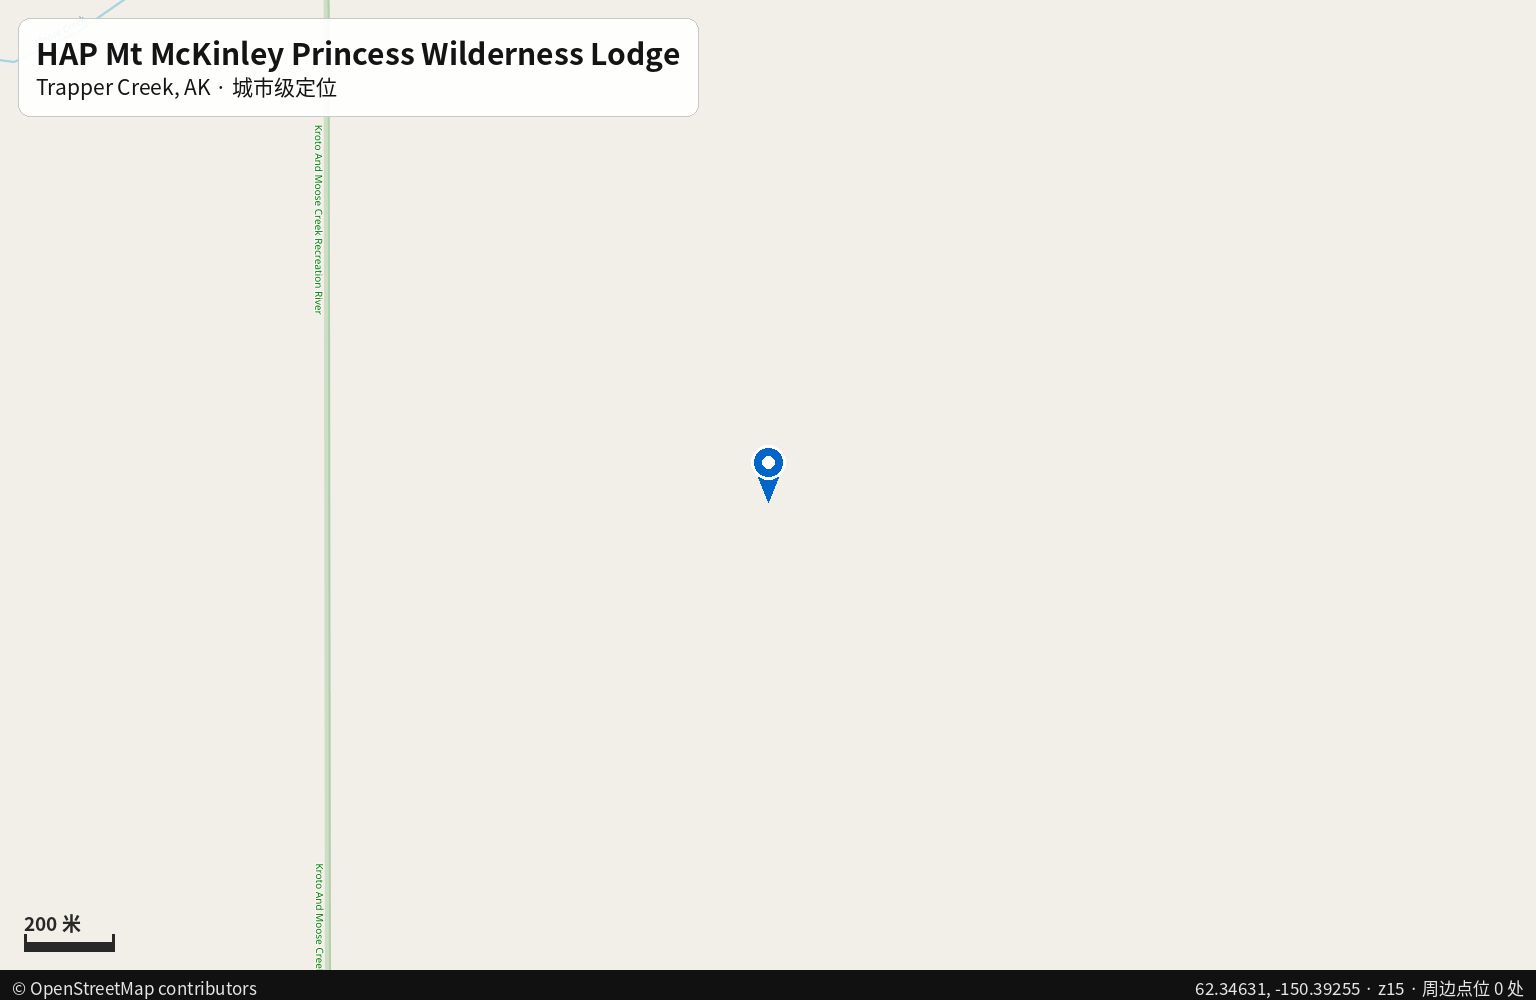 HAP Mt McKinley Princess Wilderness Lodge
Trapper Creek, AK · 城市级定位
Kroto And Moose Creek Recreation River
Kroto And Moose Cree
200 米
© OpenStreetMap contributors
62.34631, -150.39255 · z15 · 周边点位 0 处